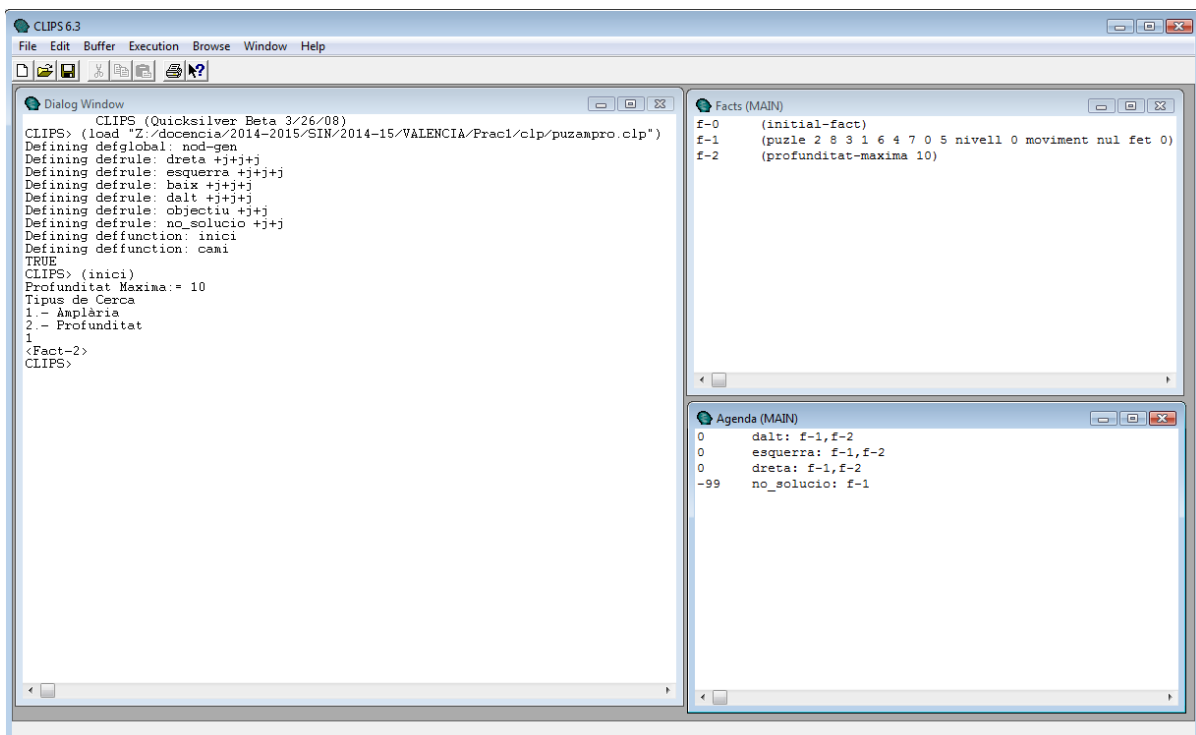 CLIPS 6.3
File Edit Buffer Execution Browse Window Help
Dialog Window
CLIPS (Quicksilver Beta 3/26/08)
CLIPS> (load "Z:/docencia/2014-2015/SIN/2014-15/VALENCIA/Prac1/clp/puzampro.clp")
Defining defglobal: nod-gen
Defining defrule: dreta +j+j+j
Defining defrule: esquerra +j+j+j
Defining defrule: baix +j+j+j
Defining defrule: dalt +j+j+j
Defining defrule: objectiu +j+j
Defining defrule: no_solucio +j+j
Defining deffunction: inici
Defining deffunction: cami
TRUE
CLIPS> (inici)
Profunditat Maxima:= 10
Tipus de Cerca
1.- Amplària
2.- Profunditat
1
<Fact-2>
CLIPS>
Facts (MAIN)
f-0 (initial-fact)
f-1 (puzle 2 8 3 1 6 4 7 0 5 nivell 0 moviment nul fet 0)
f-2 (profunditat-maxima 10)
Agenda (MAIN)
0 dalt: f-1,f-2
0 esquerra: f-1,f-2
0 dreta: f-1,f-2
-99 no_solucio: f-1